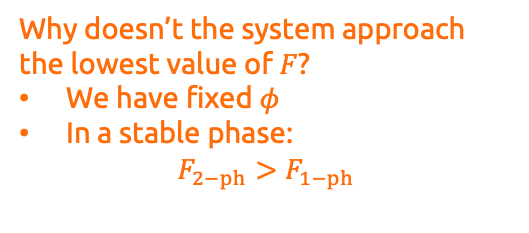 Why doesn't the system approach
the lowest value of F?
• We have fixed ϕ
• In a stable phase:
F₂₋ₚₕ > F₁₋ₚₕ